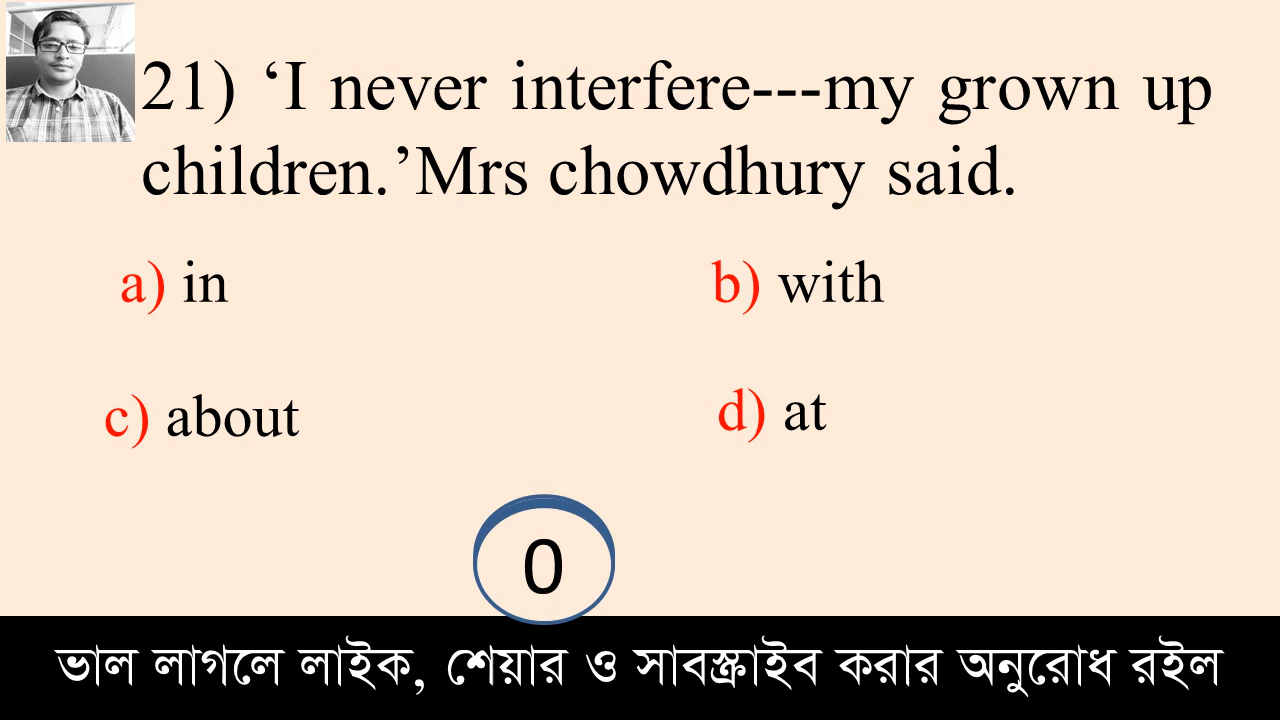 21) ‘I never interfere---my grown up
children.’Mrs chowdhury said.
a) in
b) with
c) about
d) at
0
ভাল লাগলে লাইক, শেয়ার ও সাবস্ক্রাইব করার অনুরোধ রইল